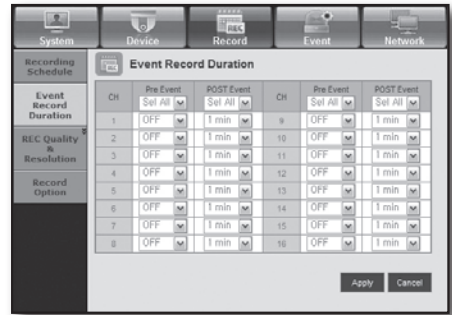 System Device Record Event Network
REC
Recording
Schedule
Event
Record
Duration
REC Quality
&
Resolution
Record
Option
Event Record Duration
CH Pre Event POST Event CH Pre Event POST Event
Sel All Sel All Sel All Sel All
1 OFF 1 min 9 OFF 1 min
2 OFF 1 min 10 OFF 1 min
3 OFF 1 min 11 OFF 1 min
4 OFF 1 min 12 OFF 1 min
5 OFF 1 min 13 OFF 1 min
6 OFF 1 min 14 OFF 1 min
7 OFF 1 min 15 OFF 1 min
8 OFF 1 min 16 OFF 1 min
Apply Cancel